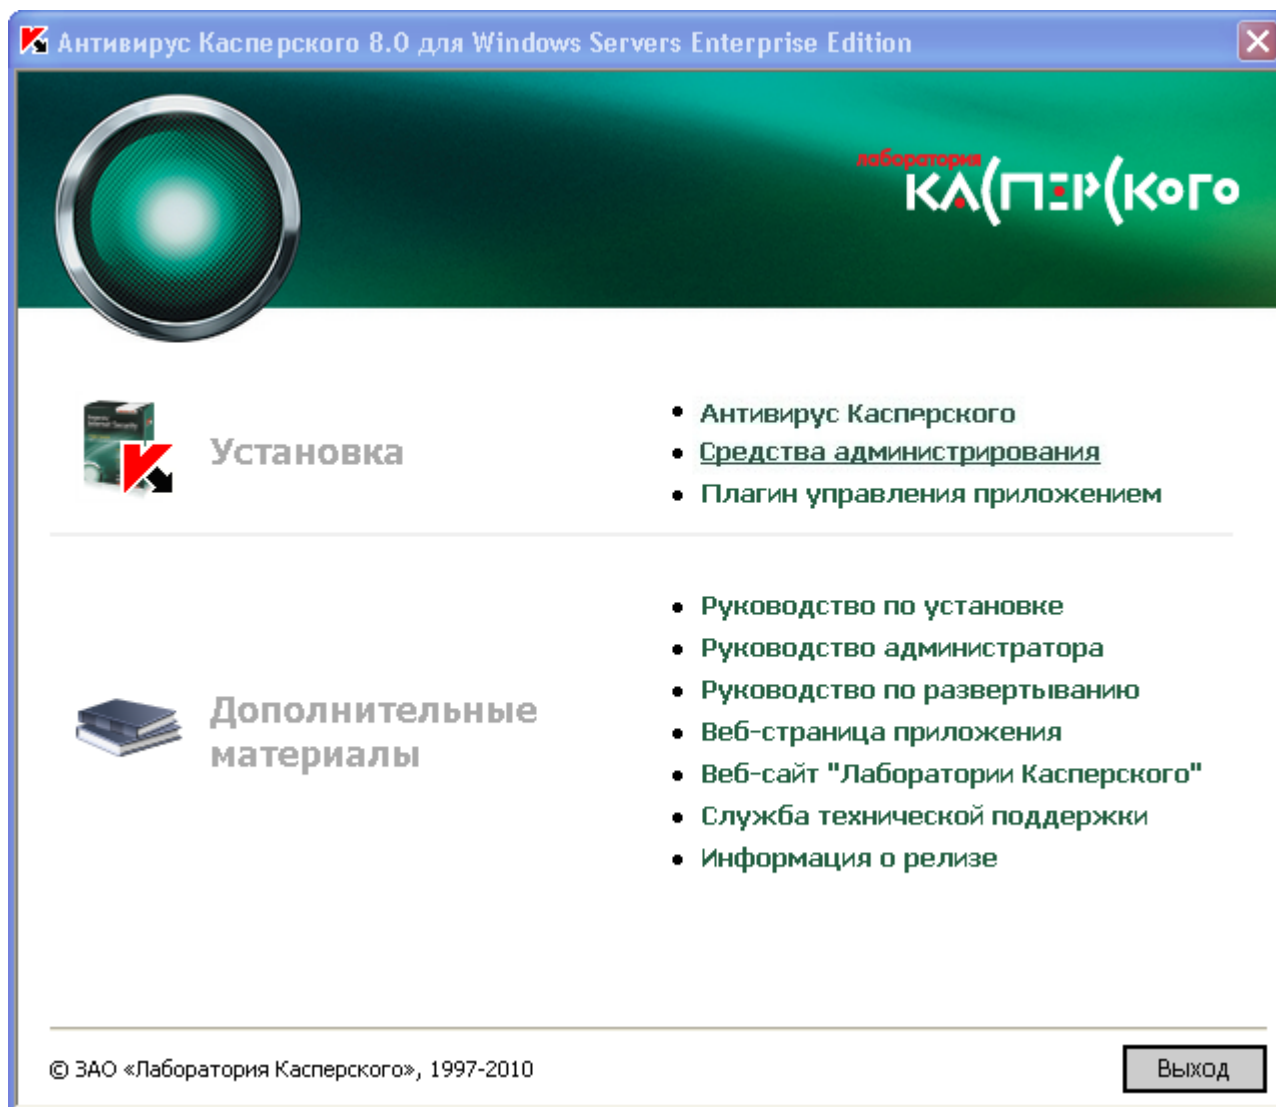 Антивирус Касперского 8.0 для Windows Servers Enterprise Edition
лаборатория
КАСПЕРСКОГО
Установка
Антивирус Касперского
Средства администрирования
Плагин управления приложением
Дополнительные
материалы
Руководство по установке
Руководство администратора
Руководство по развертыванию
Веб-страница приложения
Веб-сайт "Лаборатории Касперского"
Служба технической поддержки
Информация о релизе
© ЗАО «Лаборатория Касперского», 1997-2010
Выход